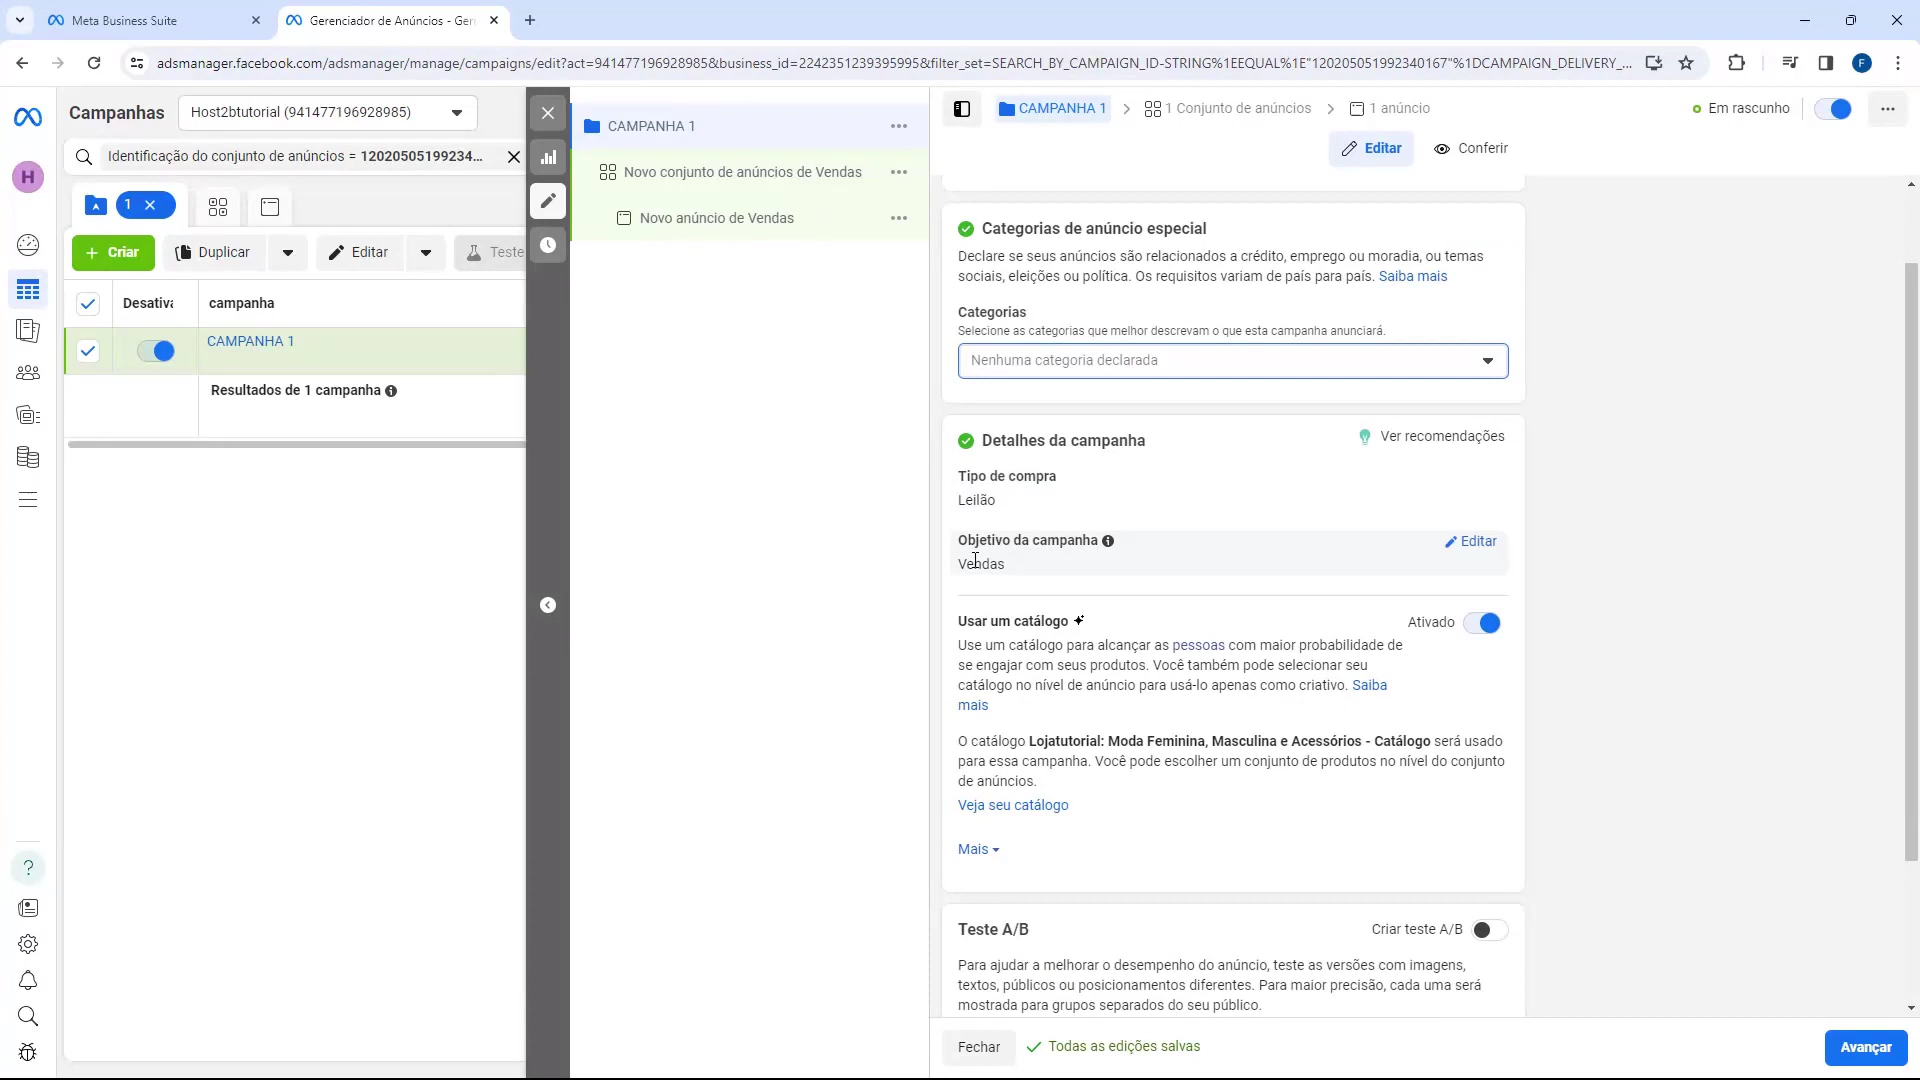 Meta Business Suite
Gerenciador de Anúncios - Ger
adsmanager.facebook.com/adsmanager/manage/campaigns/edit?act=941477196928985&business_id=2242351239395995&filter_set=SEARCH_BY_CAMPAIGN_ID-STRING%1EEQUAL%1E"120205051992340167"%1DCAMPAIGN_DELIVERY_...
F
Campanhas
Host2btutorial (941477196928985)
H
Identificação do conjunto de anúncios = 12020505199234...
1
Criar
Duplicar
Editar
Teste
Desativa
campanha
CAMPANHA 1
Resultados de 1 campanha
CAMPANHA 1
Novo conjunto de anúncios de Vendas
Novo anúncio de Vendas
CAMPANHA 1
1 Conjunto de anúncios
1 anúncio
Em rascunho
Editar
Conferir
Categorias de anúncio especial
Declare se seus anúncios são relacionados a crédito, emprego ou moradia, ou temas
sociais, eleições ou política. Os requisitos variam de país para país. Saiba mais
Categorias
Selecione as categorias que melhor descrevam o que esta campanha anunciará.
Nenhuma categoria declarada
Detalhes da campanha
Ver recomendações
Tipo de compra
Leilão
Objetivo da campanha
Editar
Vendas
Usar um catálogo
Ativado
Use um catálogo para alcançar as pessoas com maior probabilidade de
se engajar com seus produtos. Você também pode selecionar seu
catálogo no nível de anúncio para usá-lo apenas como criativo. Saiba
mais
O catálogo Lojatutorial: Moda Feminina, Masculina e Acessórios - Catálogo será usado
para essa campanha. Você pode escolher um conjunto de produtos no nível do conjunto
de anúncios.
Veja seu catálogo
Mais
Teste A/B
Criar teste A/B
Para ajudar a melhorar o desempenho do anúncio, teste as versões com imagens,
textos, públicos ou posicionamentos diferentes. Para maior precisão, cada uma será
mostrada para grupos separados do seu público.
Fechar
Todas as edições salvas
Avançar